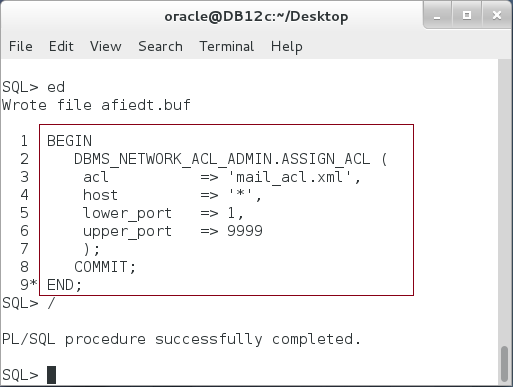 oracle@DB12c:~/Desktop
File Edit View Search Terminal Help
SQL> ed
Wrote file afiedt.buf
1 BEGIN
2 DBMS_NETWORK_ACL_ADMIN.ASSIGN_ACL (
3 acl => 'mail_acl.xml',
4 host => '*',
5 lower_port => 1,
6 upper_port => 9999
7 );
8 COMMIT;
9* END;
SQL> /
PL/SQL procedure successfully completed.
SQL>